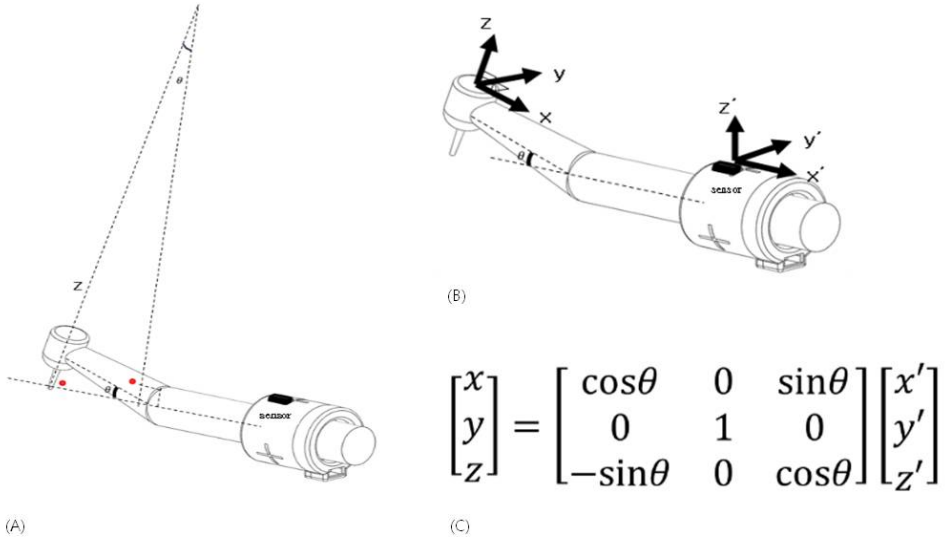 θ
z
θ
sensor
(A)
z
y
x
θ
z´
y´
x´
sensor
(B)
[x y z] = [cosθ 0 sinθ
0 1 0
−sinθ 0 cosθ] [x′ y′ z′]
(C)